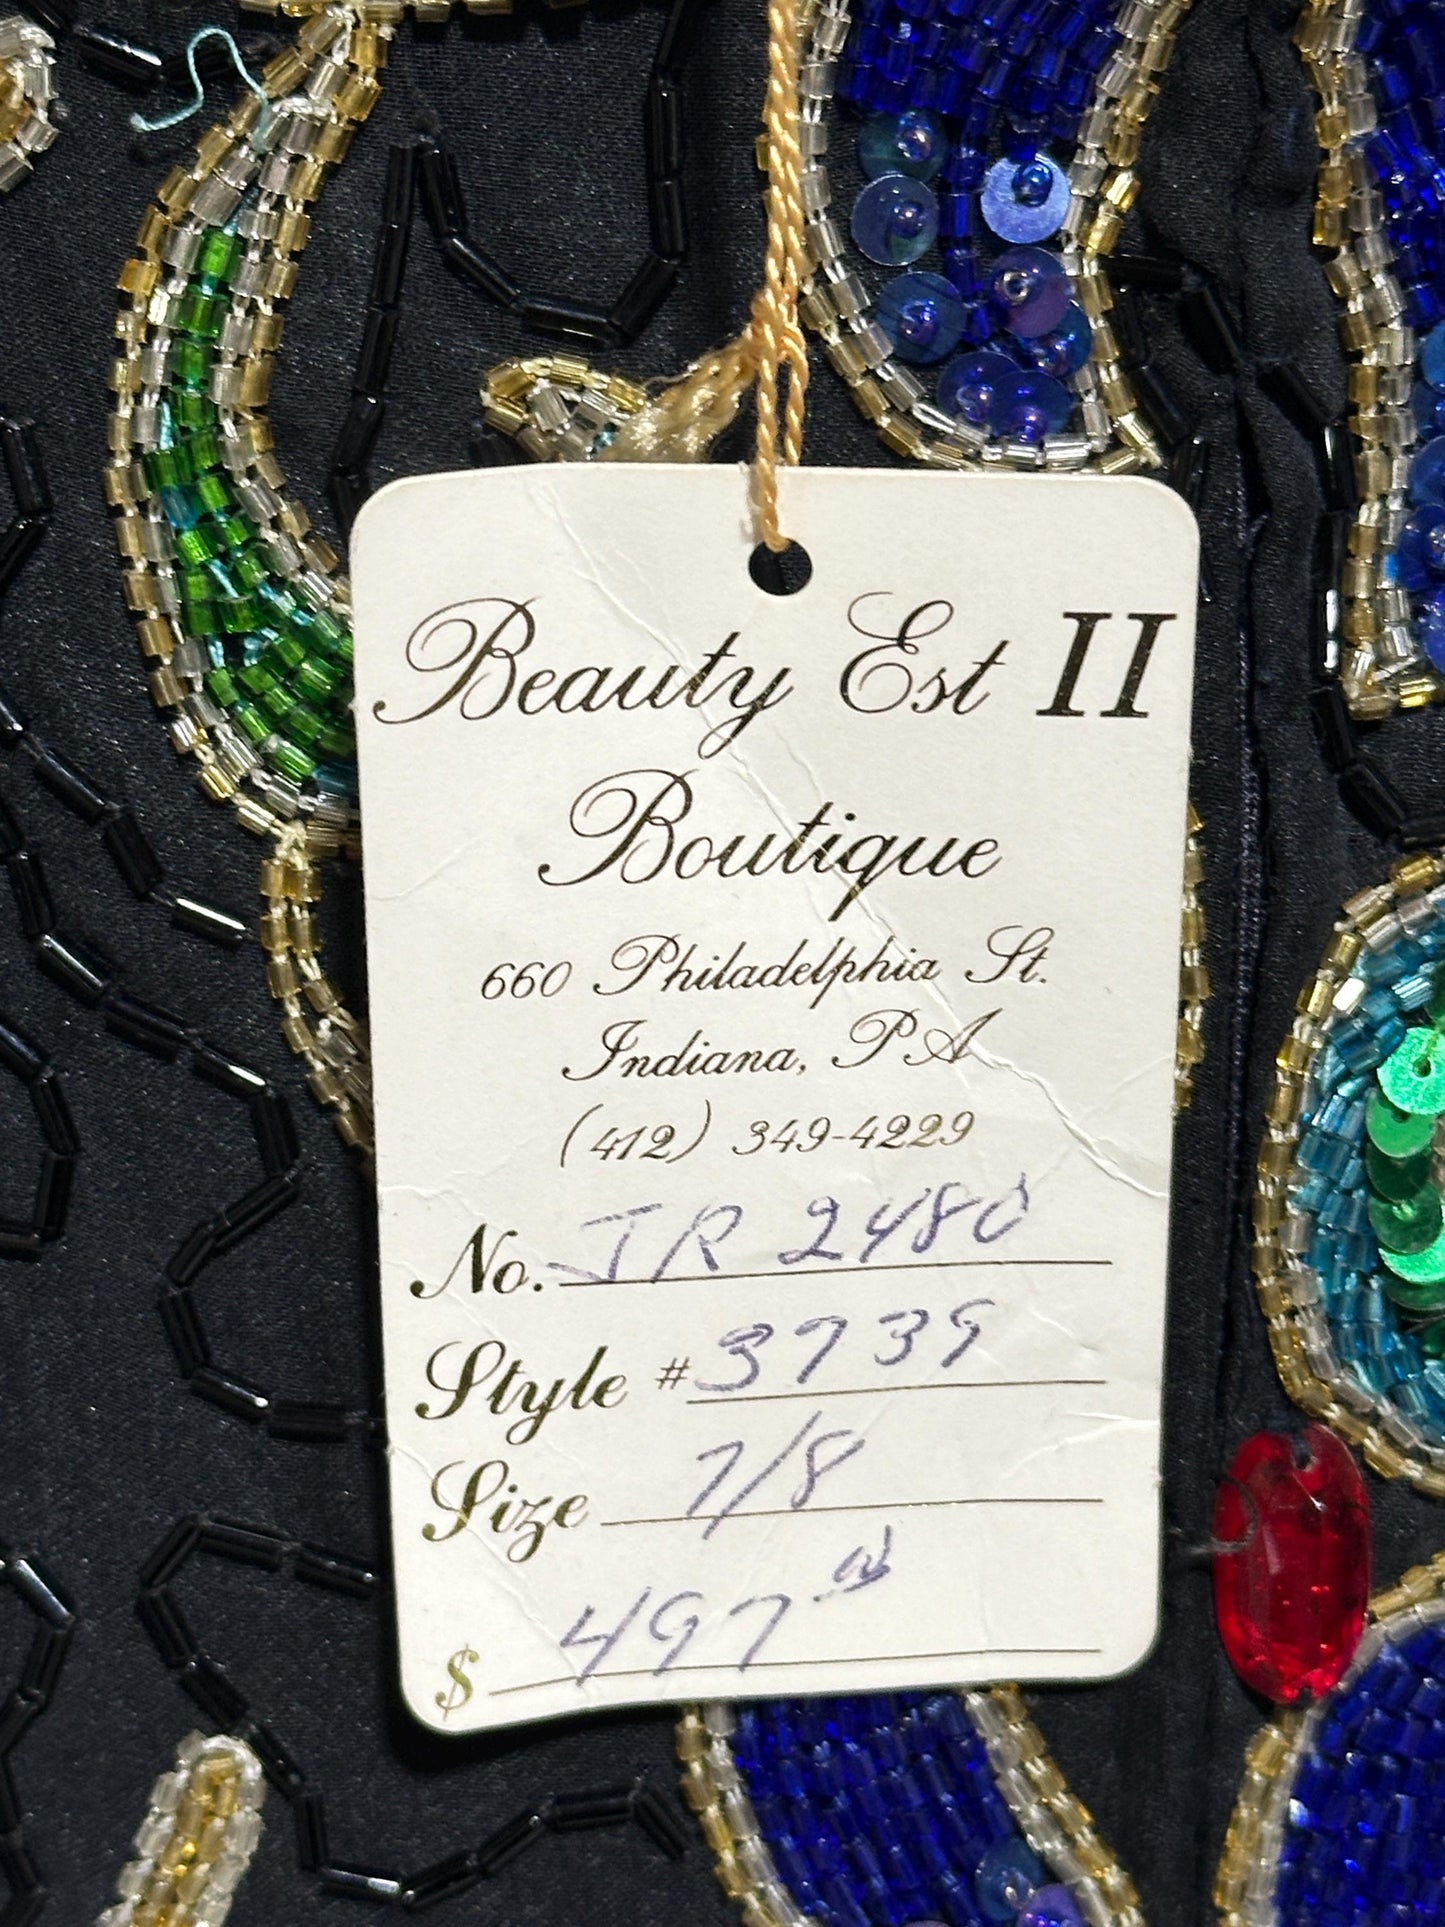 Beauty Est II
Boutique
660 Philadelphia St.
Indiana, PA
(412) 349-4229
No. JR 2480
Style # 3739
Size 7/8
$ 497.00